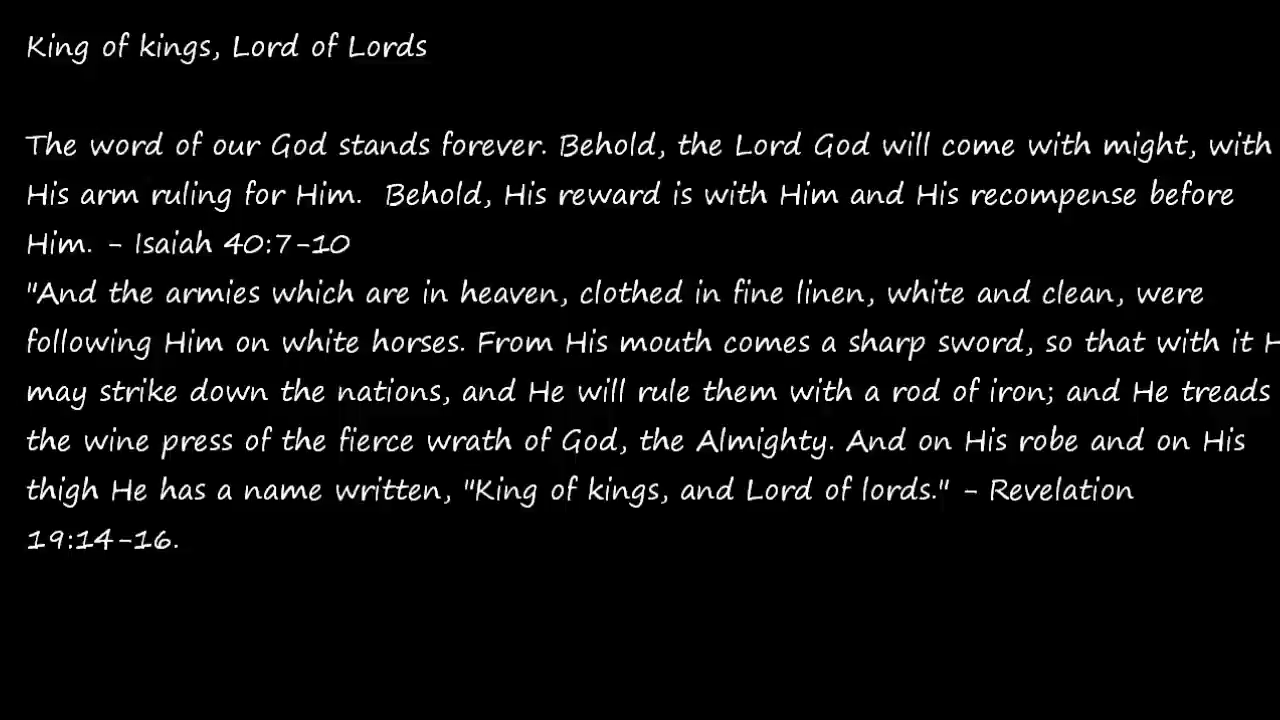 King of kings, Lord of Lords
The word of our God stands forever. Behold, the Lord God will come with might, with
His arm ruling for Him.  Behold, His reward is with Him and His recompense before
Him. - Isaiah 40:7-10
"And the armies which are in heaven, clothed in fine linen, white and clean, were
following Him on white horses. From His mouth comes a sharp sword, so that with it
may strike down the nations, and He will rule them with a rod of iron; and He treads
the wine press of the fierce wrath of God, the Almighty. And on His robe and on His
thigh He has a name written, "King of kings, and Lord of lords." - Revelation
19:14-16.